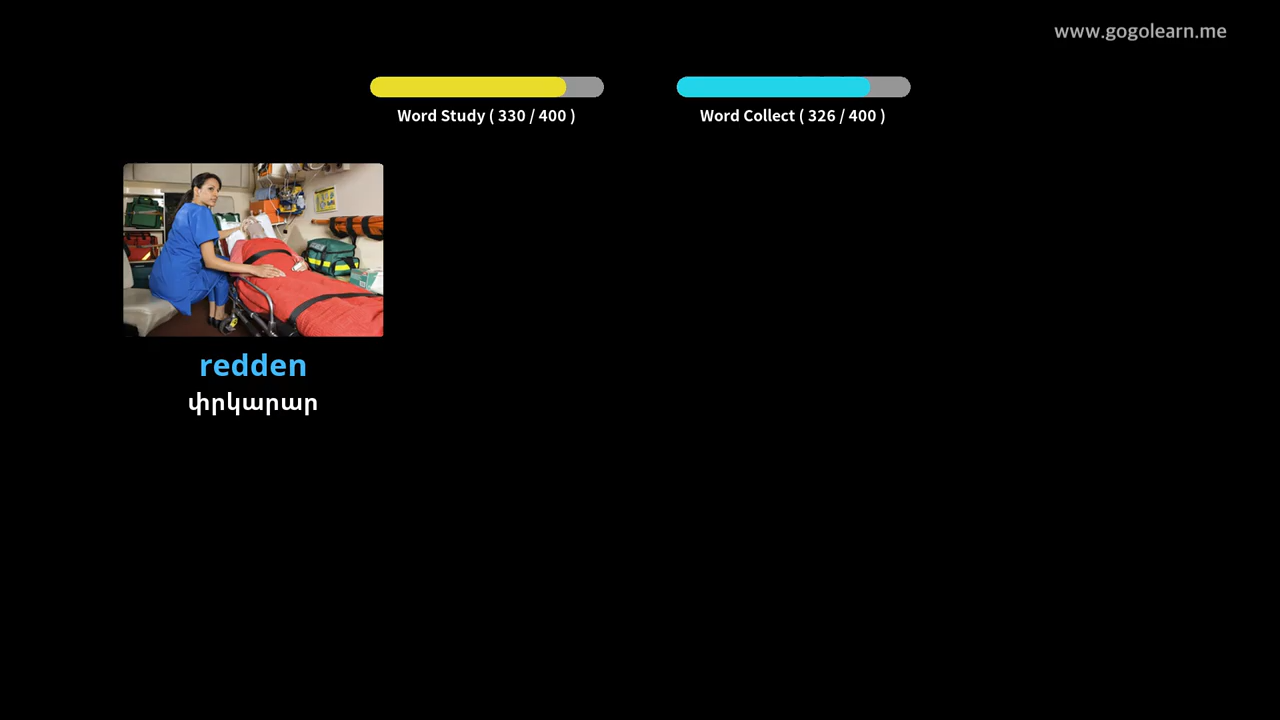 www.gogolearn.me
Word Study ( 330 / 400 )
Word Collect ( 326 / 400 )
redden
փրկարար